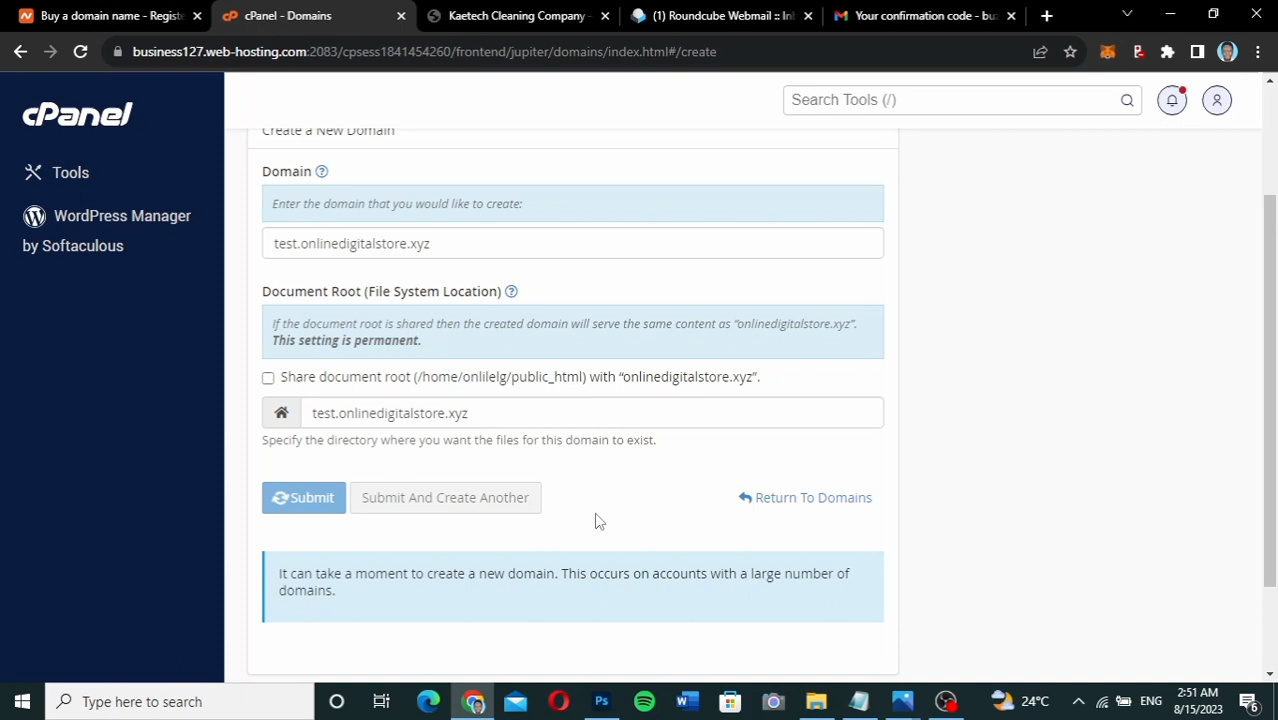 Buy a domain name - Registe
cPanel - Domains
Kaetech Cleaning Company -
(1) Roundcube Webmail :: Inl
Your confirmation code - buz
business127.web-hosting.com:2083/cpsess1841454260/frontend/jupiter/domains/index.html#/create
cPanel
Search Tools (/)
Tools
WordPress Manager
by Softaculous
Create a New Domain
Domain
Enter the domain that you would like to create:
test.onlinedigitalstore.xyz
Document Root (File System Location)
If the document root is shared then the created domain will serve the same content as “onlinedigitalstore.xyz”.
This setting is permanent.
Share document root (/home/onlilelg/public_html) with “onlinedigitalstore.xyz”.
test.onlinedigitalstore.xyz
Specify the directory where you want the files for this domain to exist.
Submit
Submit And Create Another
Return To Domains
It can take a moment to create a new domain. This occurs on accounts with a large number of
domains.
Type here to search
24°C
ENG
2:51 AM
8/15/2023
6